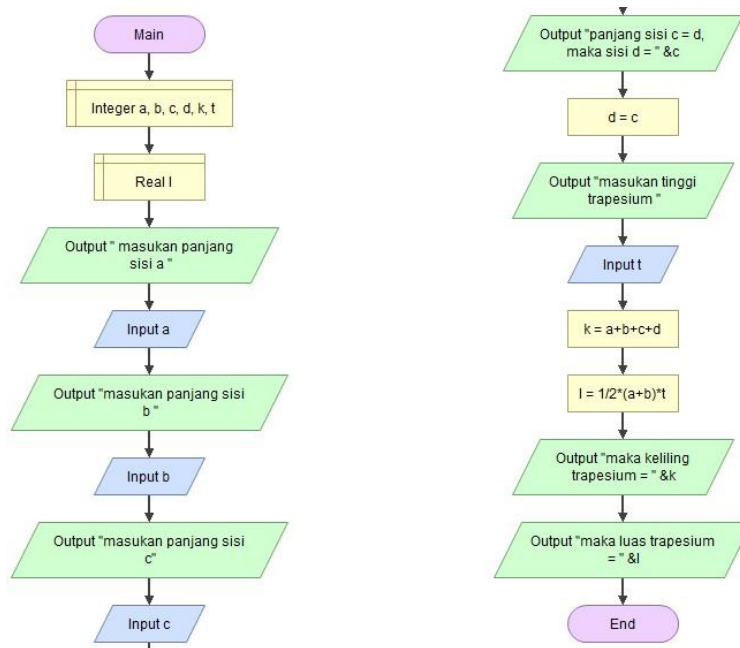 Main
Integer a, b, c, d, k, t
Real l
Output " masukan panjang
sisi a "
Input a
Output "masukan panjang sisi
b "
Input b
Output "masukan panjang sisi
c"
Input c
Output "panjang sisi c = d,
maka sisi d = " &c
d = c
Output "masukan tinggi
trapesium "
Input t
k = a+b+c+d
l = 1/2*(a+b)*t
Output "maka keliling
trapesium = " &k
Output "maka luas trapesium
= " &l
End